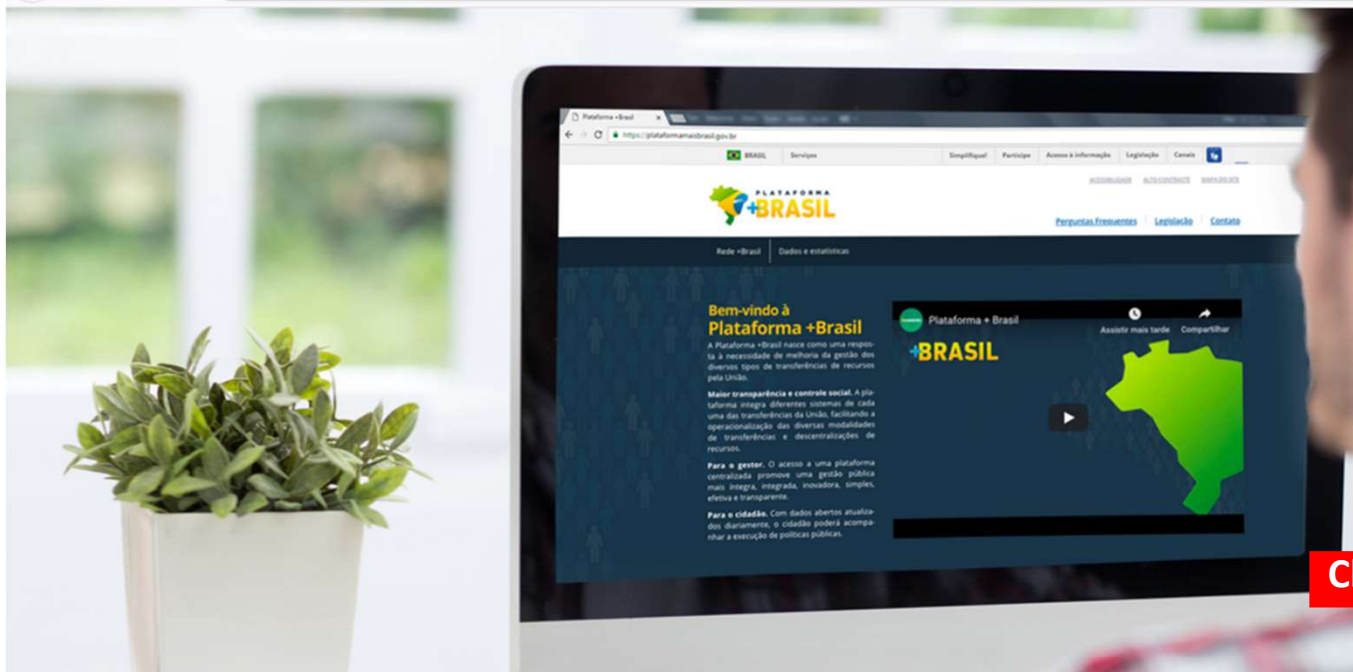 Plataforma +Brasil
https://plataformamaisbrasil.gov.br
BRASIL Serviços Simplifique! Participe Acesso à informação Legislação Canais
ACESSIBILIDADE ALTO CONTRASTE MAPA DO SITE
PLATAFORMA
+BRASIL
Perguntas Frequentes Legislação Contato
Rede +Brasil Dados e estatísticas
Bem-vindo à
Plataforma +Brasil
A Plataforma +Brasil nasce como uma respos-
ta à necessidade de melhoria da gestão dos
diversos tipos de transferências de recursos
pela União.
Maior transparência e controle social. A pla-
taforma integra diferentes sistemas de cada
uma das transferências da União, facilitando a
operacionalização das diversas modalidades
de transferências e descentralizações de
recursos.
Para o gestor. O acesso a uma plataforma
centralizada promove uma gestão pública
mais íntegra, integrada, inovadora, simples,
efetiva e transparente.
Para o cidadão. Com dados abertos atualiza-
dos diariamente, o cidadão poderá acompa-
nhar a execução de políticas públicas.
Plataforma + Brasil
Assistir mais tarde Compartilhar
+BRASIL